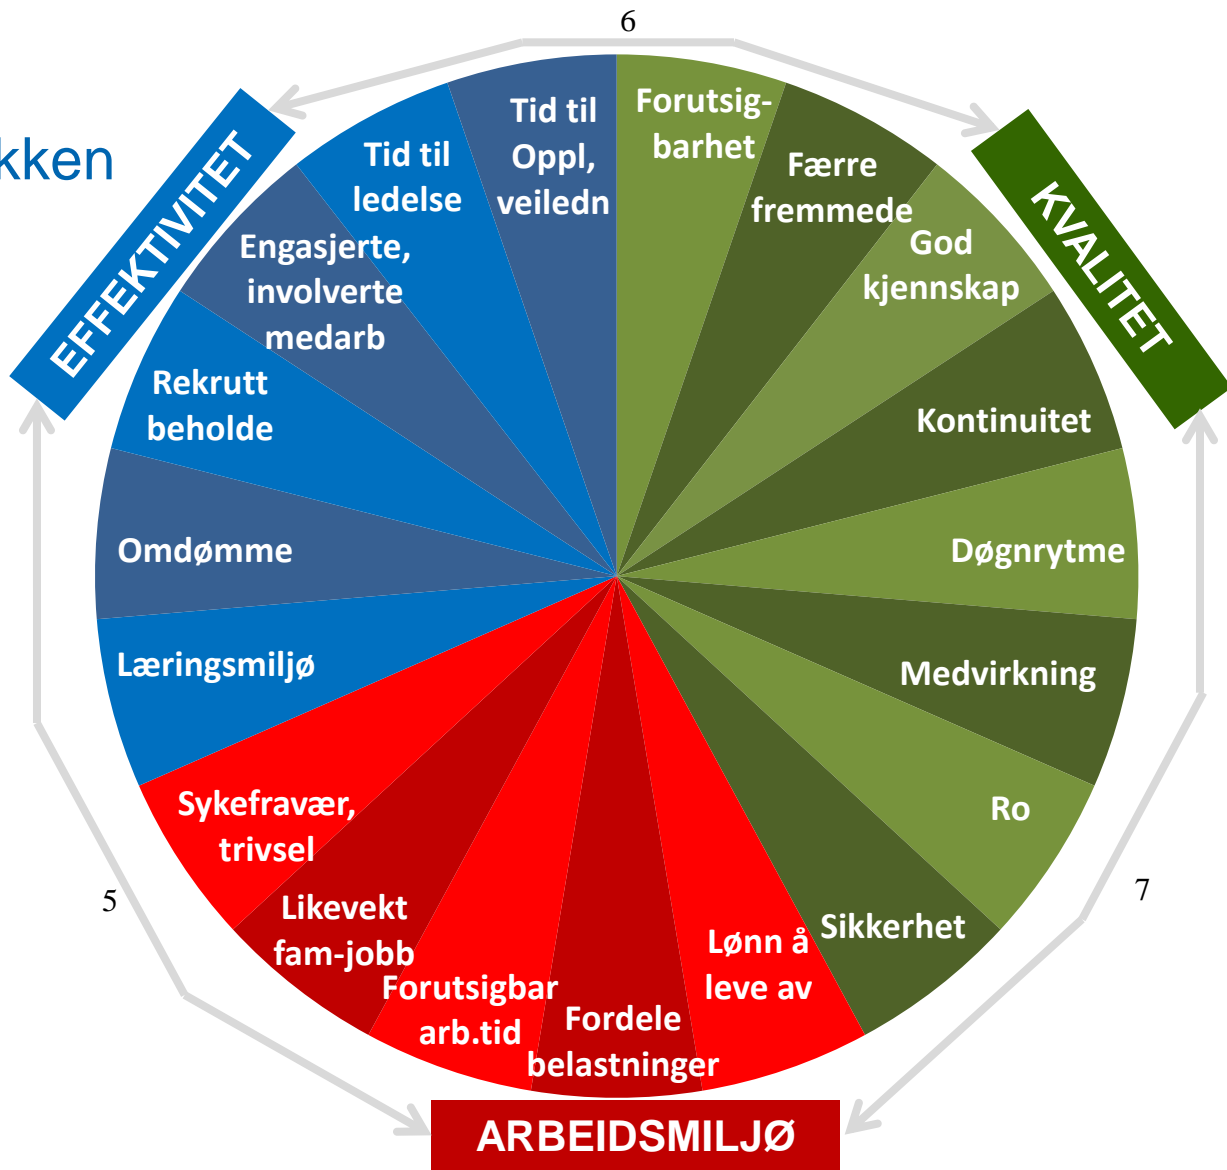 6
kken
EFFEKTIVITET
KVALITET
Tid til
Oppl,
veiledn
Forutsig-
barhet
Tid til
ledelse
Færre
fremmede
Engasjerte,
involverte
medarb
God
kjennskap
Rekrutt
beholde
Kontinuitet
Omdømme
Døgnrytme
Læringsmiljø
Medvirkning
Sykefravær,
trivsel
Ro
5
7
Likevekt
fam-jobb
Sikkerhet
Forutsigbar
arb.tid
Fordele
belastninger
Lønn å
leve av
ARBEIDSMILJØ